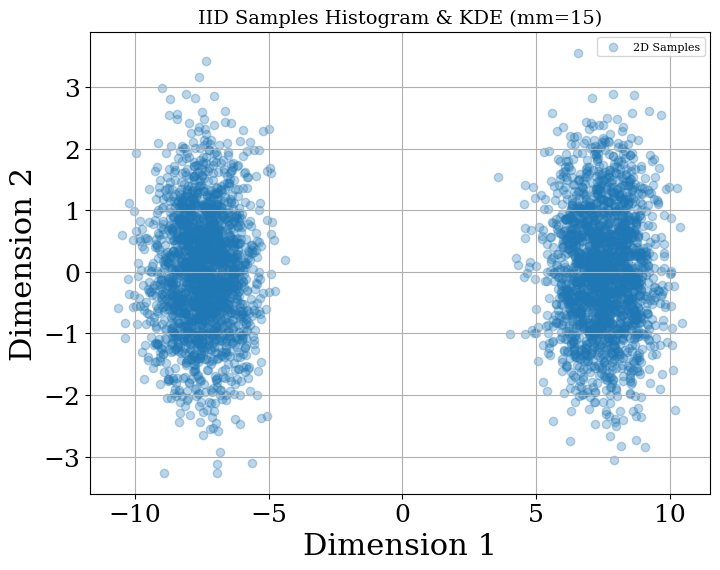 IID Samples Histogram & KDE (mm=15)
2D Samples
Dimension 2
3
2
1
0
−1
−2
−3
−10 −5 0 5 10
Dimension 1